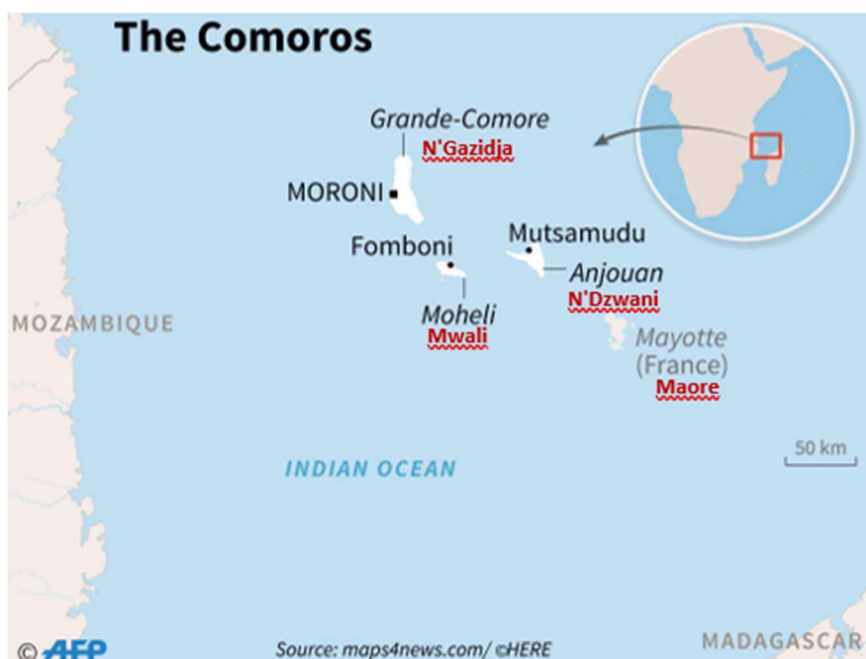 The Comoros
Grande-Comore
N'Gazidja
MORONI
Fomboni
Mutsamudu
Anjouan
N'Dzwani
Moheli
Mwali
MOZAMBIQUE
Mayotte
(France)
Maore
50 km
INDIAN OCEAN
© AFP
Source: maps4news.com/ ©HERE
MADAGASCAR